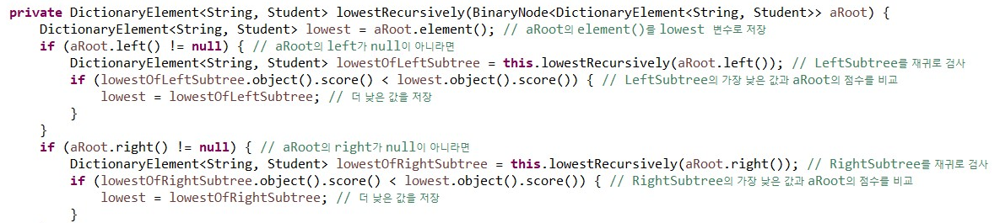 private DictionaryElement<String, Student> lowestRecursively(BinaryNode<DictionaryElement<String, Student>> aRoot) {
    DictionaryElement<String, Student> lowest = aRoot.element(); // aRoot의 element()를 lowest 변수로 저장
    if (aRoot.left() != null) { // aRoot의 left가 null이 아니라면
        DictionaryElement<String, Student> lowestOfLeftSubtree = this.lowestRecursively(aRoot.left()); // LeftSubtree를 재귀로 검사
        if (lowestOfLeftSubtree.object().score() < lowest.object().score()) { // LeftSubtree의 가장 낮은 값과 aRoot의 점수를 비교
            lowest = lowestOfLeftSubtree; // 더 낮은 값을 저장
        }
    }
    if (aRoot.right() != null) { // aRoot의 right가 null이 아니라면
        DictionaryElement<String, Student> lowestOfRightSubtree = this.lowestRecursively(aRoot.right()); // RightSubtree를 재귀로 검사
        if (lowestOfRightSubtree.object().score() < lowest.object().score()) { // RightSubtree의 가장 낮은 값과 aRoot의 점수를 비교
            lowest = lowestOfRightSubtree; // 더 낮은 값을 저장
        }